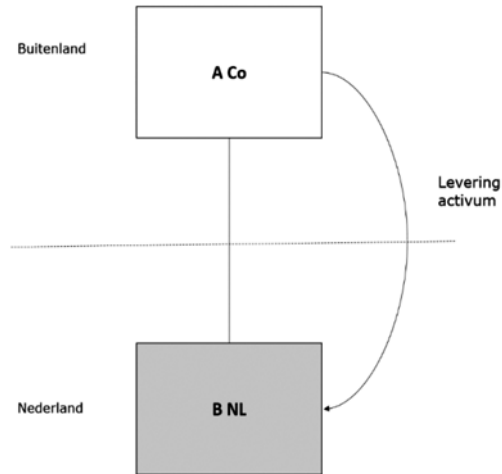 Buitenland
A Co
Levering
activum
Nederland
B NL